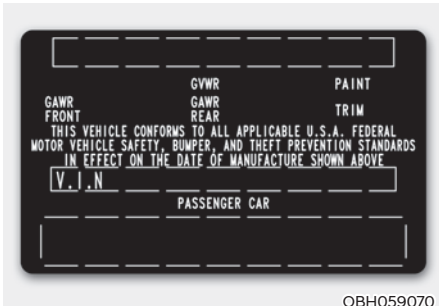 GVWR PAINT
GAWR FRONT GAWR REAR TRIM
THIS VEHICLE CONFORMS TO ALL APPLICABLE U.S.A. FEDERAL
MOTOR VEHICLE SAFETY, BUMPER, AND THEFT PREVENTION STANDARDS
IN EFFECT ON THE DATE OF MANUFACTURE SHOWN ABOVE
V.I.N
PASSENGER CAR
OBH059070